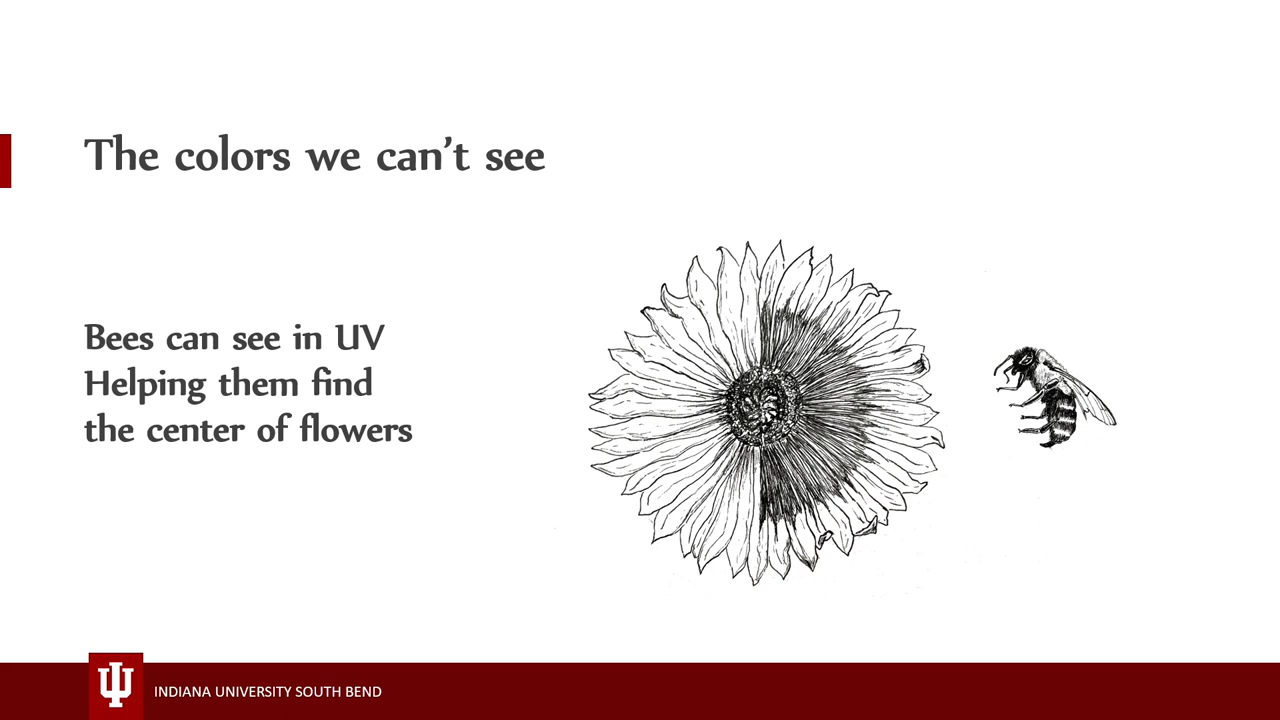 The colors we can't see
Bees can see in UV
Helping them find
the center of flowers
INDIANA UNIVERSITY SOUTH BEND